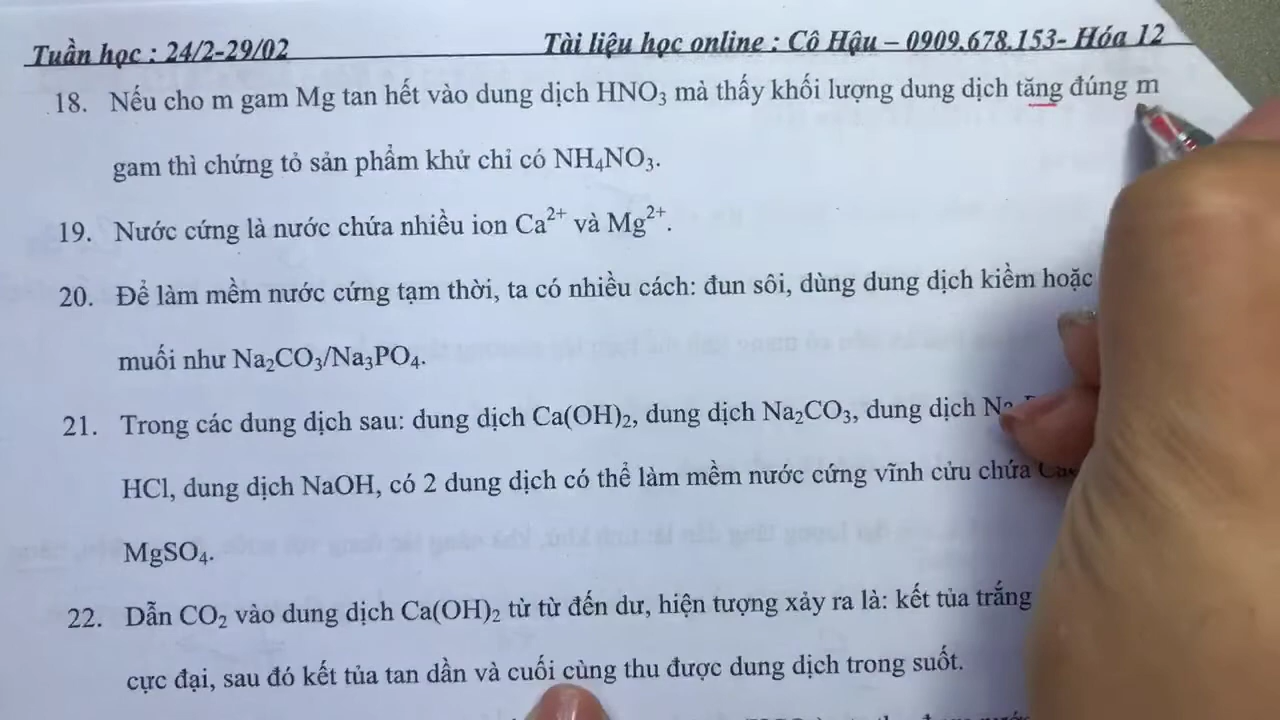 Tuần học : 24/2-29/02 Tài liệu học online : Cô Hậu – 0909.678.153- Hóa 12
18. Nếu cho m gam Mg tan hết vào dung dịch HNO₃ mà thấy khối lượng dung dịch tăng đúng m
gam thì chứng tỏ sản phẩm khử chỉ có NH₄NO₃.
19. Nước cứng là nước chứa nhiều ion Ca²⁺ và Mg²⁺.
20. Để làm mềm nước cứng tạm thời, ta có nhiều cách: đun sôi, dùng dung dịch kiềm hoặc
muối như Na₂CO₃/Na₃PO₄.
21. Trong các dung dịch sau: dung dịch Ca(OH)₂, dung dịch Na₂CO₃, dung dịch
HCl, dung dịch NaOH, có 2 dung dịch có thể làm mềm nước cứng vĩnh cửu chứa
MgSO₄.
22. Dẫn CO₂ vào dung dịch Ca(OH)₂ từ từ đến dư, hiện tượng xảy ra là: kết tủa trắng
cực đại, sau đó kết tủa tan dần và cuối cùng thu được dung dịch trong suốt.